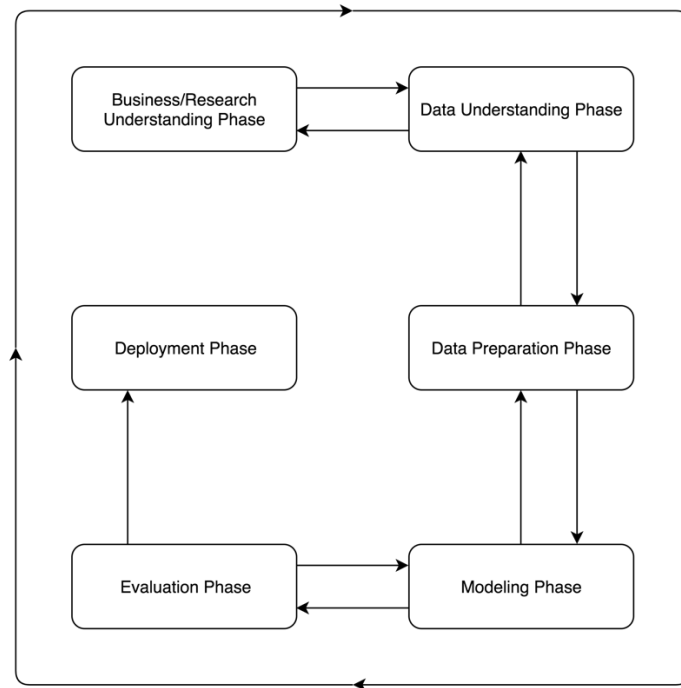 Business/Research
Understanding Phase
Data Understanding Phase
Deployment Phase
Data Preparation Phase
Evaluation Phase
Modeling Phase